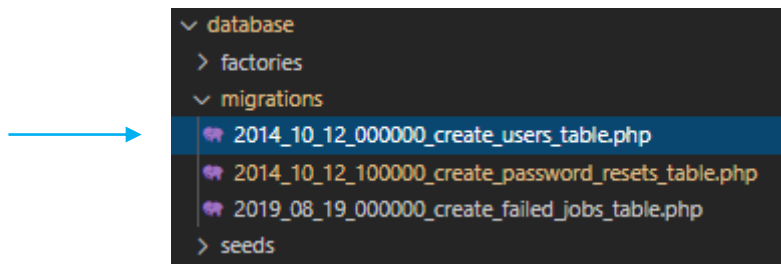 database
factories
migrations
2014_10_12_000000_create_users_table.php
2014_10_12_100000_create_password_resets_table.php
2019_08_19_000000_create_failed_jobs_table.php
seeds